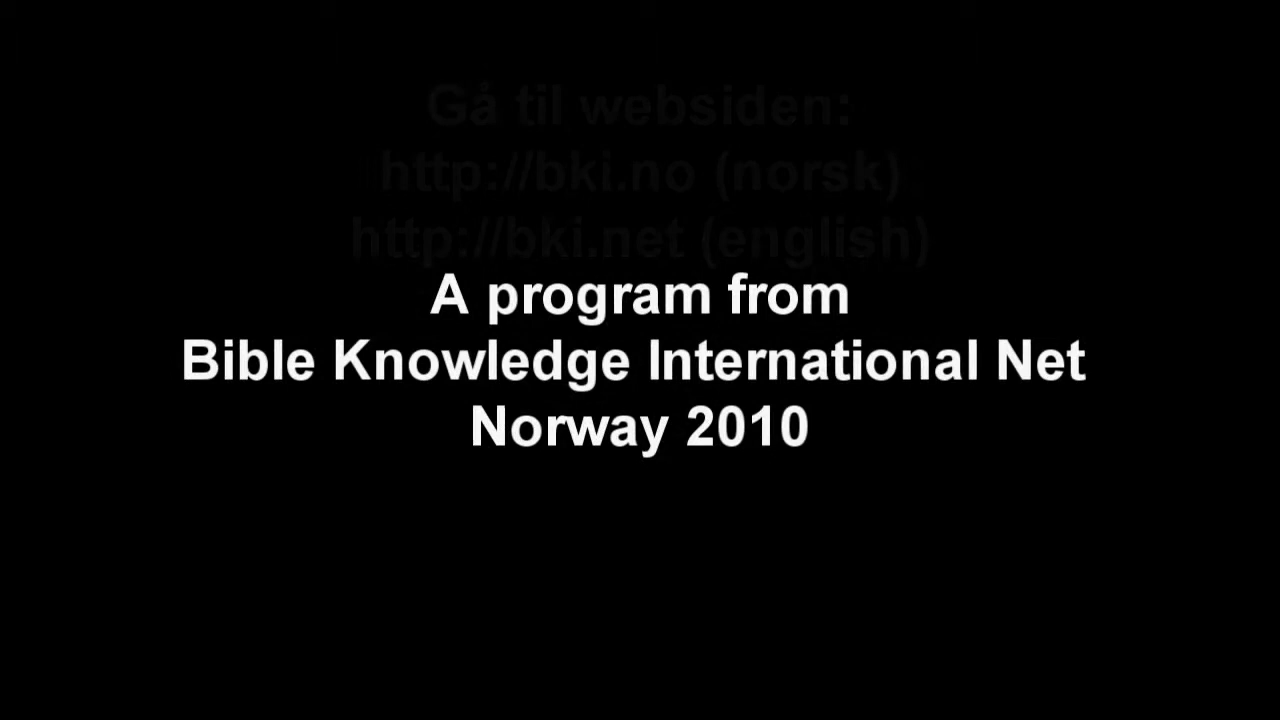 Gå til websiden:
http://bki.no (norsk)
http://bki.net (english)
A program from
Bible Knowledge International Net
Norway 2010